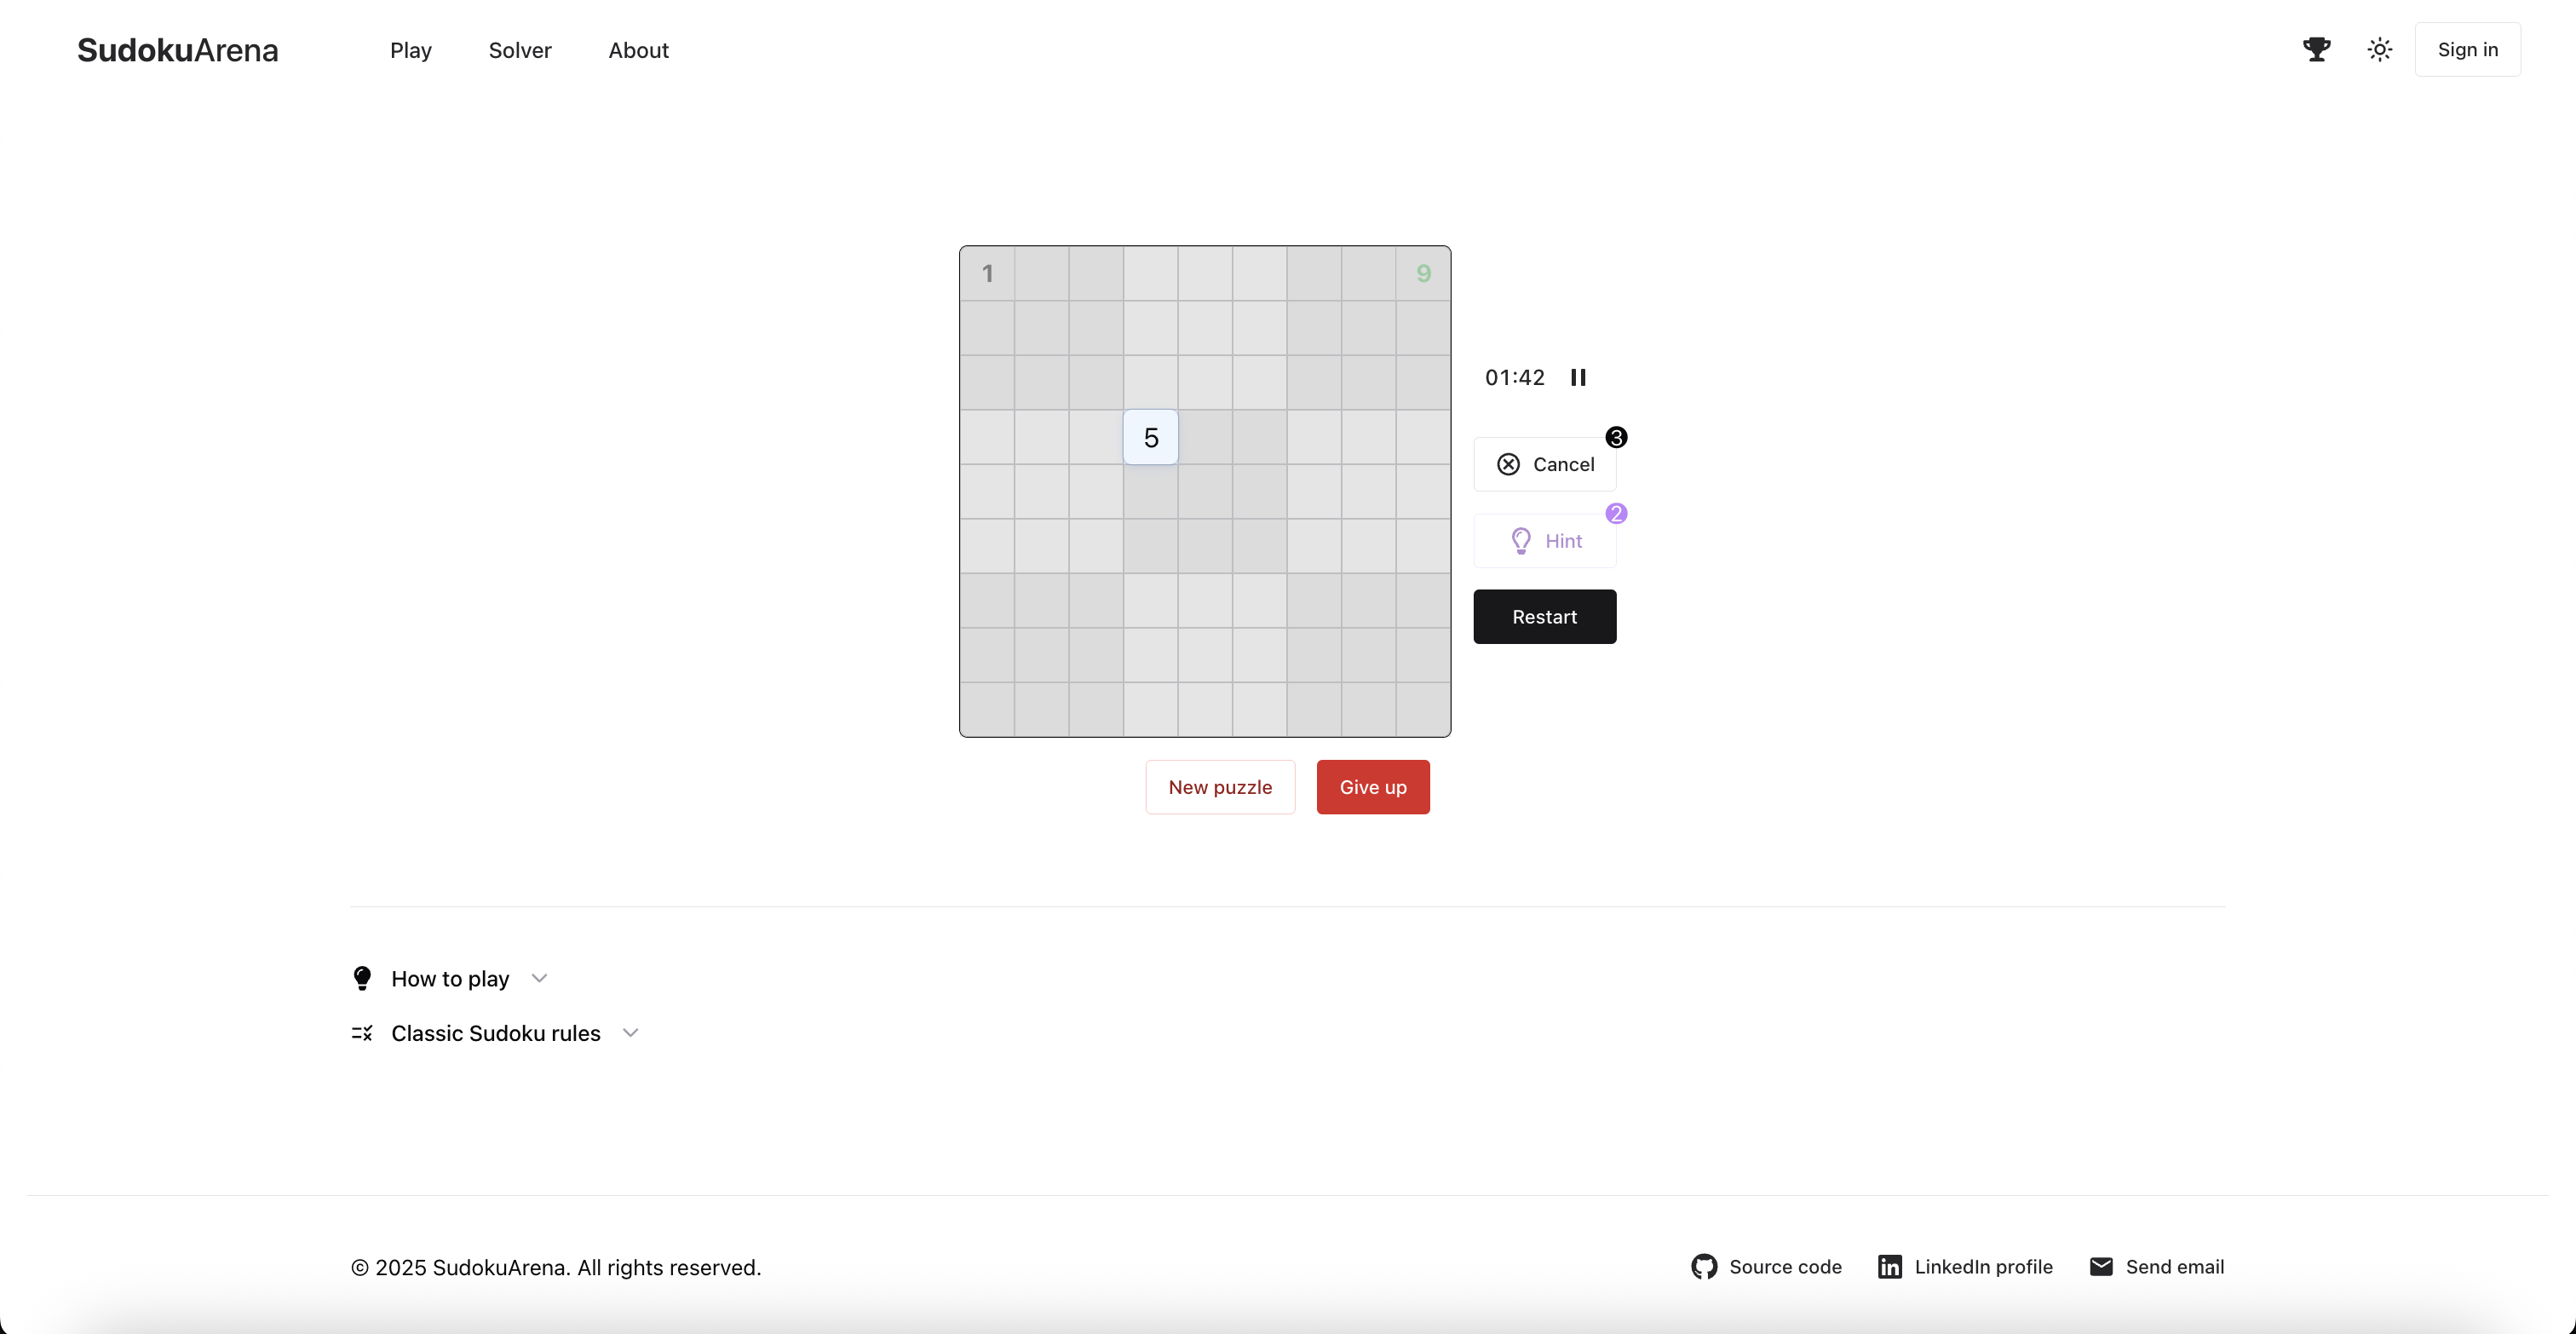 SudokuArena Play Solver About Sign in
1 9
01:42
5
3
Cancel
2
Hint
Restart
New puzzle Give up
How to play
Classic Sudoku rules
© 2025 SudokuArena. All rights reserved. Source code LinkedIn profile Send email